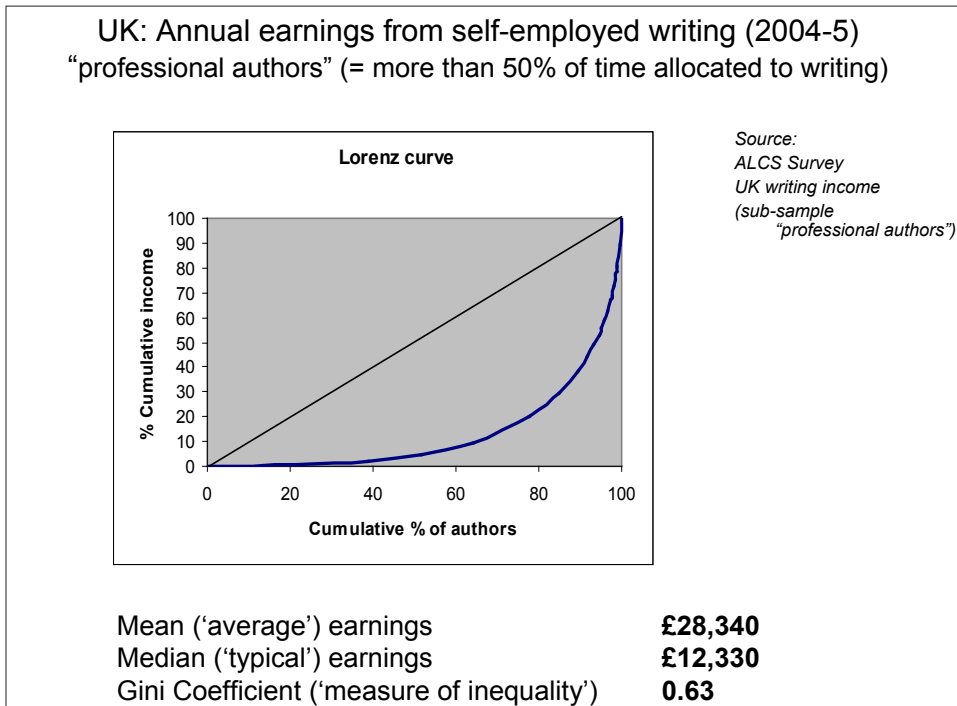 UK: Annual earnings from self-employed writing (2004-5)
“professional authors” (= more than 50% of time allocated to writing)
Lorenz curve
Source:
ALCS Survey
UK writing income
(sub-sample
“professional authors”)
% Cumulative income
100
90
80
70
60
50
40
30
20
10
0
0 20 40 60 80 100
Cumulative % of authors
Mean (‘average’) earnings £28,340
Median (‘typical’) earnings £12,330
Gini Coefficient (‘measure of inequality’) 0.63